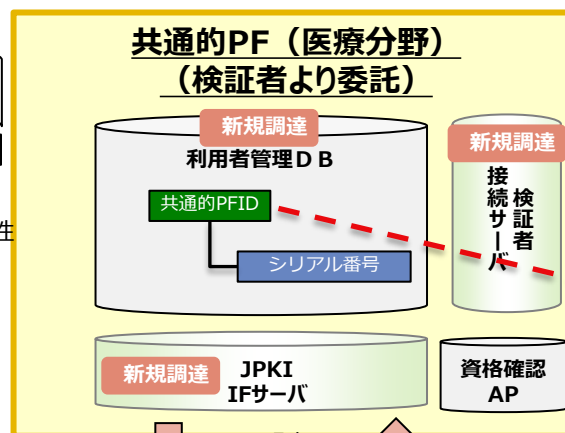 共通的PF（医療分野）
（検証者より委託）
新規調達
利用者管理ＤＢ
共通的PFID
シリアル番号
新規調達
検証者
接続サーバ
新規調達
JPKI
IFサーバ
資格確認
AP
性